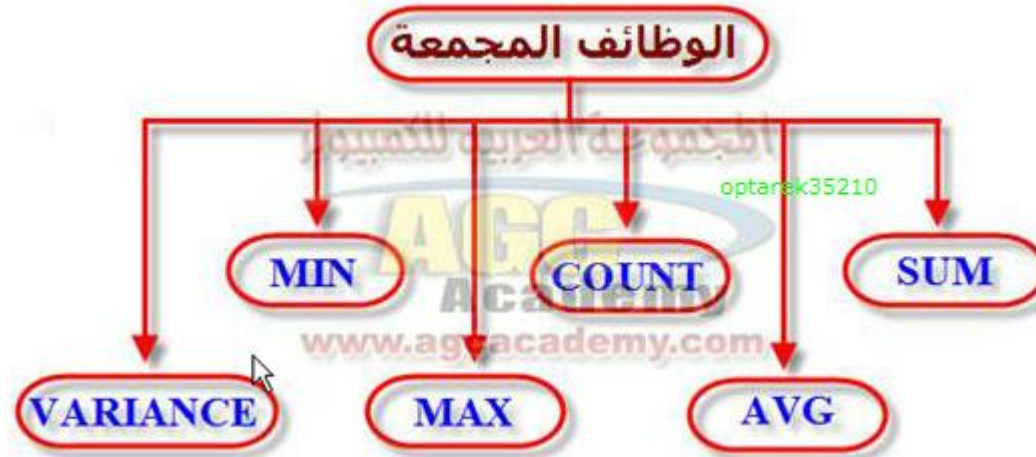 الوظائف المجمعة
المجموعة العربية للكمبيوتر
optarek35210
AGC
MIN
COUNT
SUM
Academy
www.agcacademy.com
VARIANCE
MAX
AVG